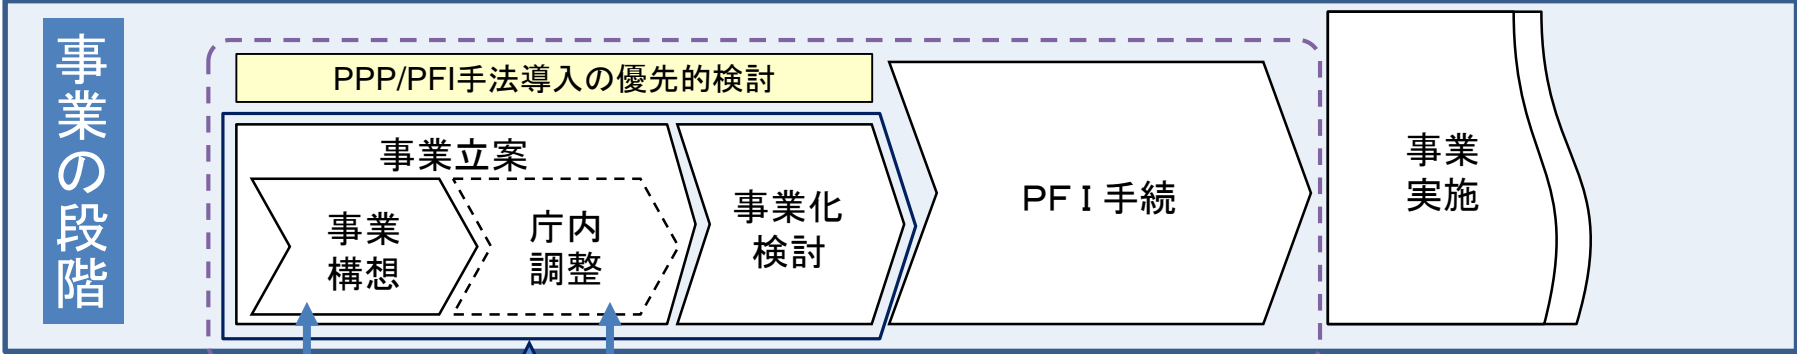 事業の段階
PPP/PFI手法導入の優先的検討
事業立案
事業
構想
庁内
調整
事業化
検討
ＰＦＩ手続
事業
実施